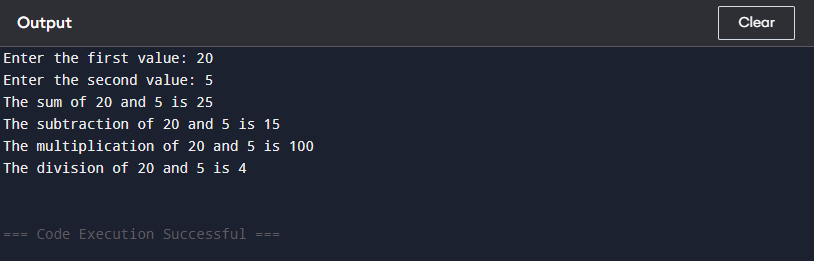 Output
Clear
Enter the first value: 20
Enter the second value: 5
The sum of 20 and 5 is 25
The subtraction of 20 and 5 is 15
The multiplication of 20 and 5 is 100
The division of 20 and 5 is 4
=== Code Execution Successful ===